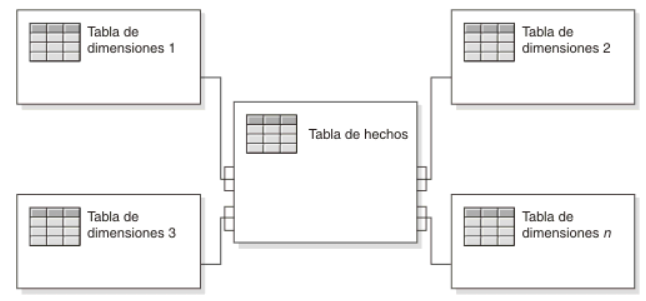 Tabla de
dimensiones 1
Tabla de
dimensiones 2
Tabla de hechos
Tabla de
dimensiones 3
Tabla de
dimensiones n